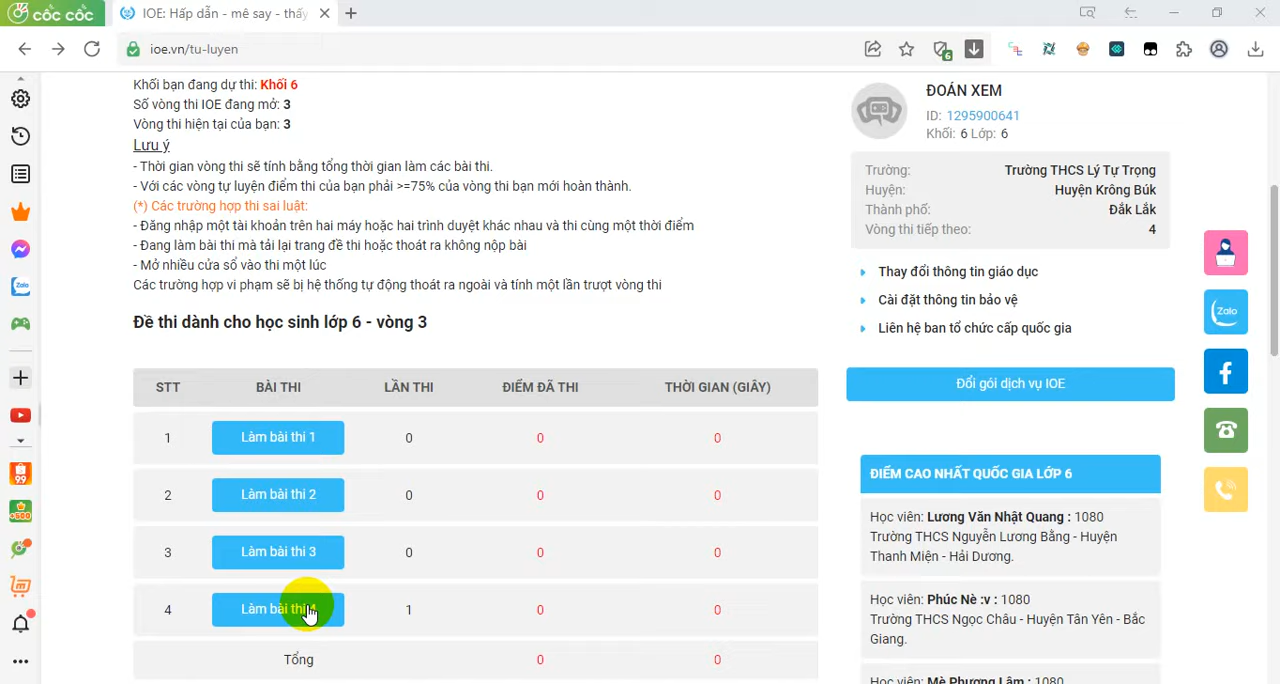 cốc cốc
IOE: Hấp dẫn - mê say - thấy
ioe.vn/tu-luyen
6
Khối bạn đang dự thi: Khối 6
Số vòng thi IOE đang mở: 3
Vòng thi hiện tại của bạn: 3
Lưu ý
- Thời gian vòng thi sẽ tính bằng tổng thời gian làm các bài thi.
- Với các vòng tự luyện điểm thi của bạn phải >=75% của vòng thi bạn mới hoàn thành.
(*) Các trường hợp thi sai luật:
- Đăng nhập một tài khoản trên hai máy hoặc hai trình duyệt khác nhau và thi cùng một thời điểm
- Đang làm bài thi mà tải lại trang đề thi hoặc thoát ra không nộp bài
- Mở nhiều cửa sổ vào thi một lúc
Các trường hợp vi phạm sẽ bị hệ thống tự động thoát ra ngoài và tính một lần trượt vòng thi
Đề thi dành cho học sinh lớp 6 - vòng 3
STT BÀI THI LẦN THI ĐIỂM ĐÃ THI THỜI GIAN (GIÂY)
1 Làm bài thi 1 0 0 0
2 Làm bài thi 2 0 0 0
3 Làm bài thi 3 0 0 0
4 Làm bài thi 4 1 0 0
Tổng 0 0
ĐOÁN XEM
ID: 1295900641
Khối: 6 Lớp: 6
Trường: Trường THCS Lý Tự Trọng
Huyện: Huyện Krông Búk
Thành phố: Đắk Lắk
Vòng thi tiếp theo: 4
Thay đổi thông tin giáo dục
Cài đặt thông tin bảo vệ
Liên hệ ban tổ chức cấp quốc gia
Đổi gói dịch vụ IOE
ĐIỂM CAO NHẤT QUỐC GIA LỚP 6
Học viên: Lương Văn Nhật Quang : 1080
Trường THCS Nguyễn Lương Bằng - Huyện
Thanh Miện - Hải Dương.
Học viên: Phúc Nè :v : 1080
Trường THCS Ngọc Châu - Huyện Tân Yên - Bắc
Giang.
Học viên: Mè Phương Lâm : 1080
Zalo
Zalo
99
+500